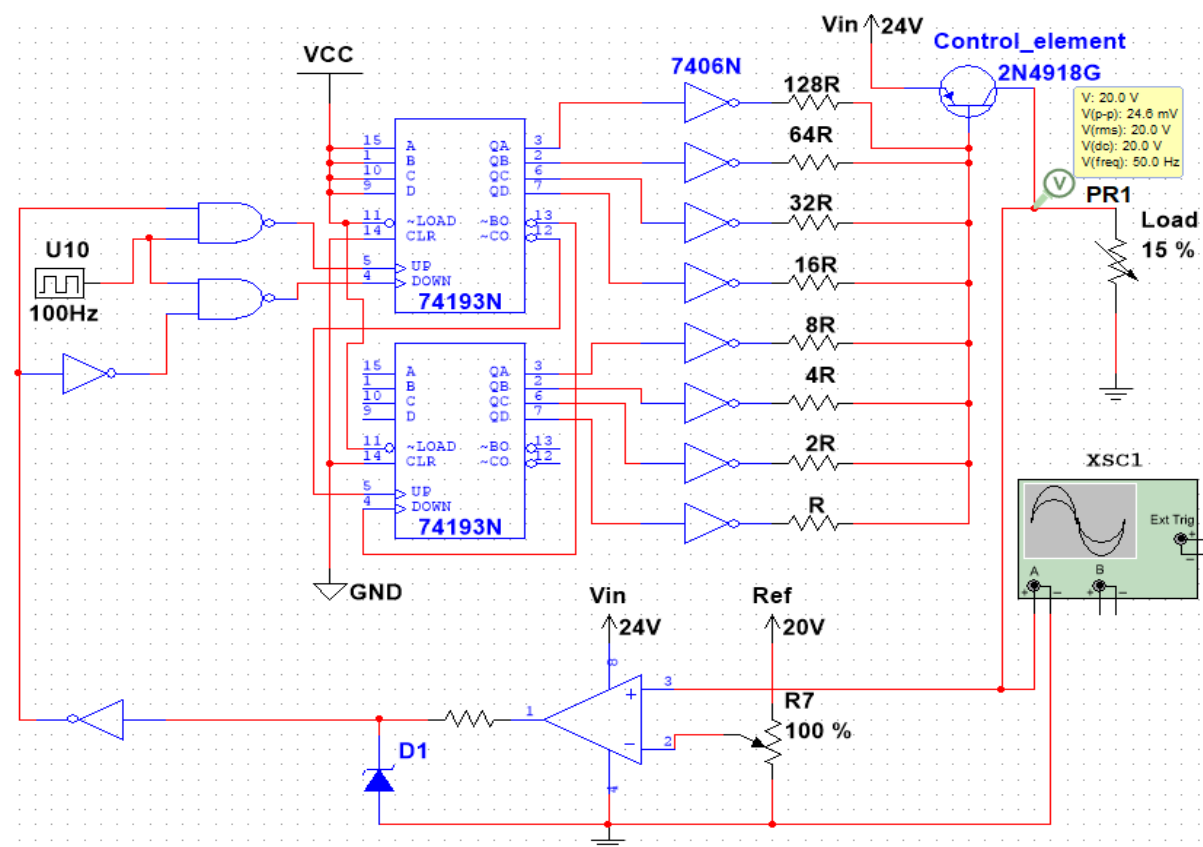 Vin 24V
Control_element
2N4918G
V: 20.0 V
V(p-p): 24.6 mV
V(rms): 20.0 V
V(dc): 20.0 V
V(freq): 50.0 Hz
V
PR1
Load
15 %
VCC
7406N
128R
64R
32R
16R
8R
4R
2R
R
15 A QA 3
1 B QB 2
10 C QC 6
9 D QD 7
11 ~LOAD ~BO 13
14 CLR ~CO 12
5 UP
4 DOWN
74193N
U10
100Hz
15 A QA 3
1 B QB 2
10 C QC 6
9 D QD 7
11 ~LOAD ~BO 13
14 CLR ~CO 12
5 UP
4 DOWN
74193N
GND
XSC1
Ext Trig
+
−
A
B
+ −
+ −
Vin
24V
Ref
20V
8
+ 3
1
− 2
4
R7
100 %
D1